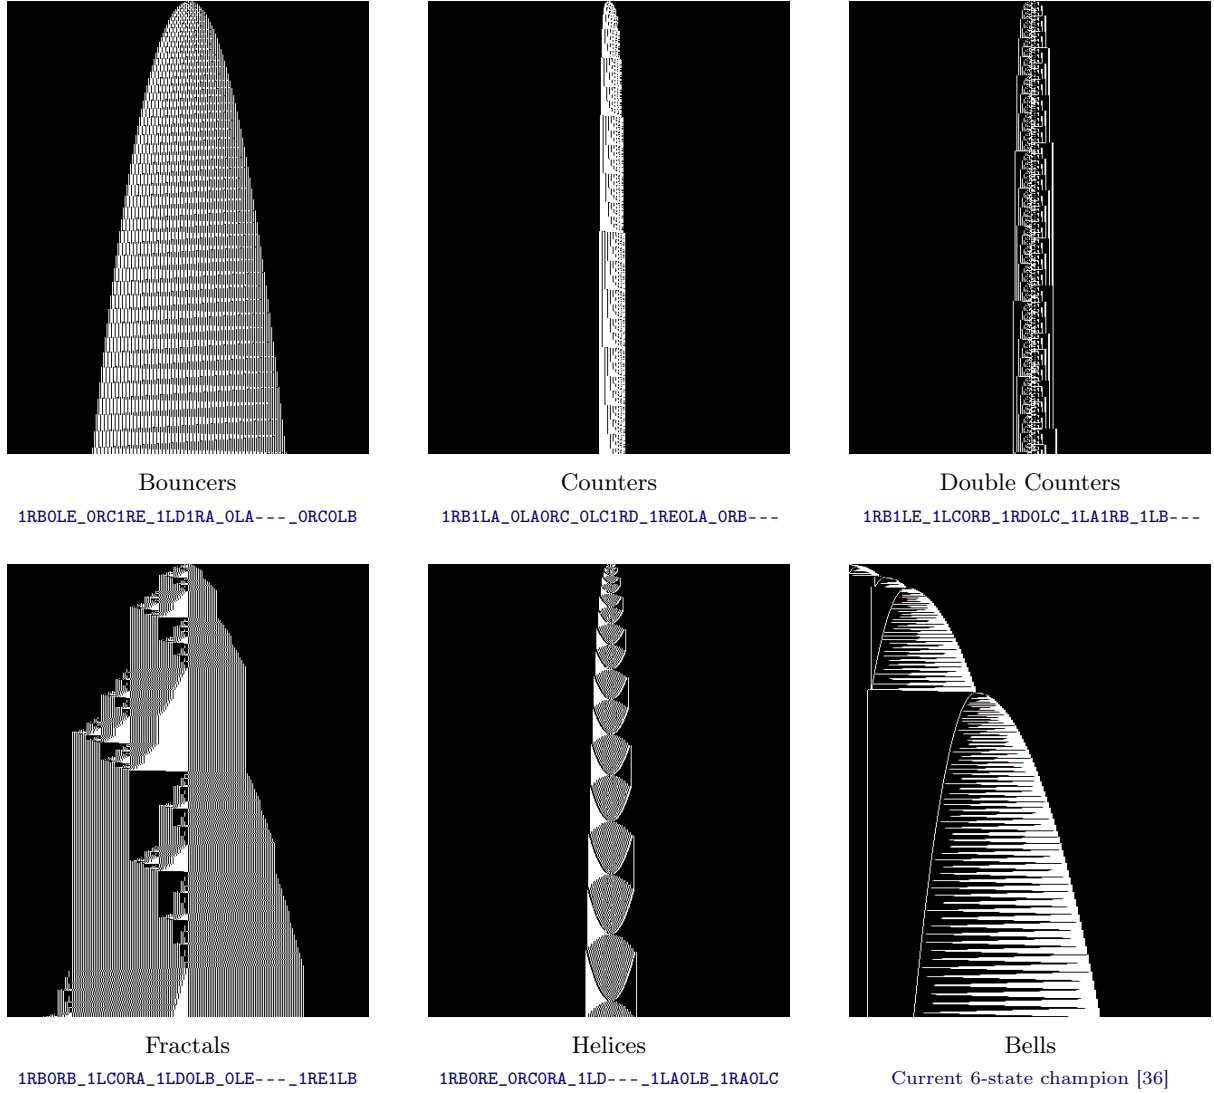 Bouncers
Counters
Double Counters
1RB0LE_0RC1RE_1LD1RA_0LA---_0RC0LB
1RB1LA_0LA0RC_0LC1RD_1RE0LA_0RB---
1RB1LE_1LC0RB_1RD0LC_1LA1RB_1LB---
Fractals
Helices
Bells
1RB0RB_1LC0RA_1LD0LB_0LE---_1RE1LB
1RB0RE_0RC0RA_1LD---_1LA0LB_1RA0LC
Current 6-state champion [36]